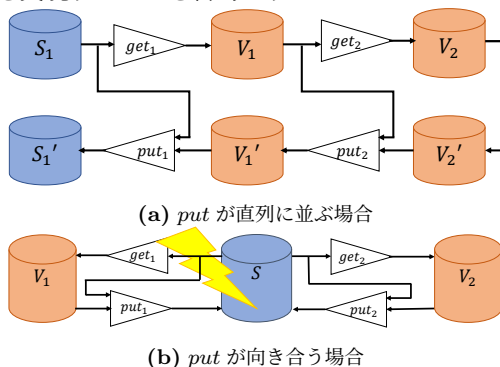 S₁ get₁ V₁ get₂ V₂
S₁′ put₁ V₁′ put₂ V₂′
(a) put が直列に並ぶ場合
V₁ get₁ S get₂ V₂
put₁ put₂
(b) put が向き合う場合